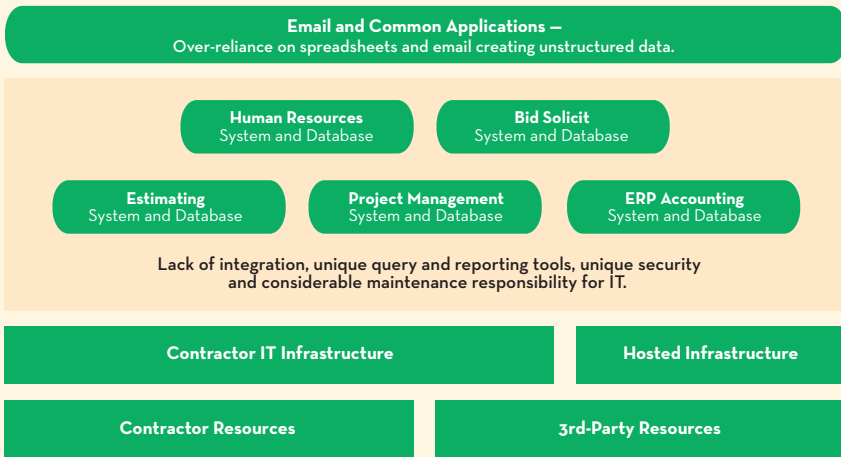 Email and Common Applications —
Over-reliance on spreadsheets and email creating unstructured data.
Human Resources
System and Database
Bid Solicit
System and Database
Estimating
System and Database
Project Management
System and Database
ERP Accounting
System and Database
Lack of integration, unique query and reporting tools, unique security
and considerable maintenance responsibility for IT.
Contractor IT Infrastructure
Hosted Infrastructure
Contractor Resources
3rd-Party Resources